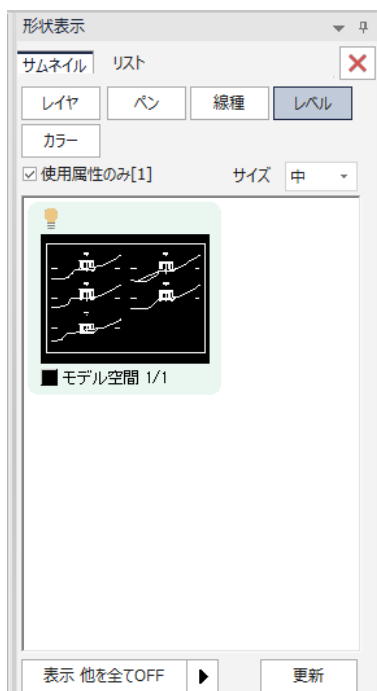 形状表示
サムネイル リスト
レイヤ ペン 線種 レベル
カラー
使用属性のみ[1] サイズ 中
モデル空間 1/1
表示 他を全てOFF 更新